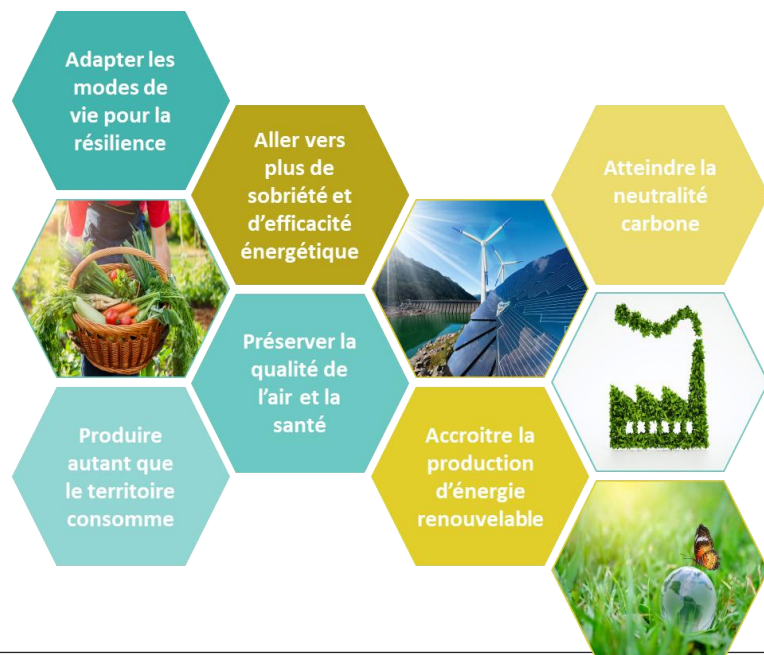 Adapter les
modes de
vie pour la
résilience
Aller vers
plus de
sobriété et
d’efficacité
énergétique
Atteindre la
neutralité
carbone
Préserver la
qualité de
l’air et la
santé
Produire
autant que
le territoire
consomme
Accroitre la
production
d’énergie
renouvelable